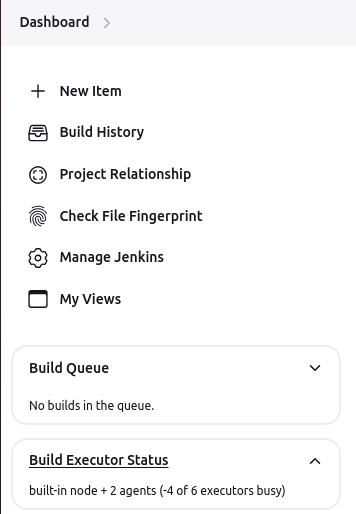 Dashboard
New Item
Build History
Project Relationship
Check File Fingerprint
Manage Jenkins
My Views
Build Queue
No builds in the queue.
Build Executor Status
built-in node + 2 agents (-4 of 6 executors busy)